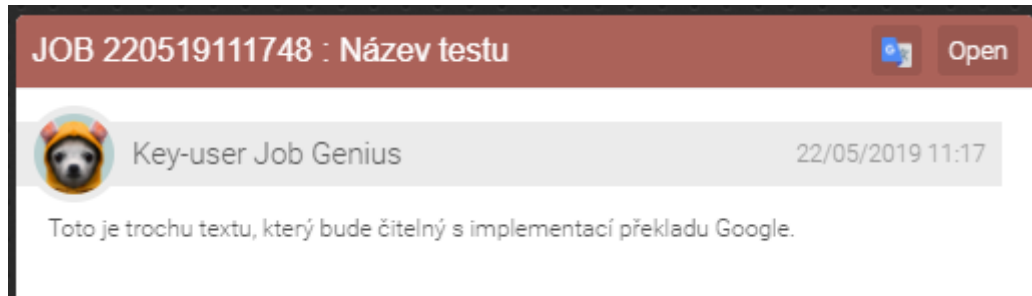 JOB 220519111748 : Název testu
Open
Key-user Job Genius
22/05/2019 11:17
Toto je trochu textu, který bude čitelný s implementací překladu Google.